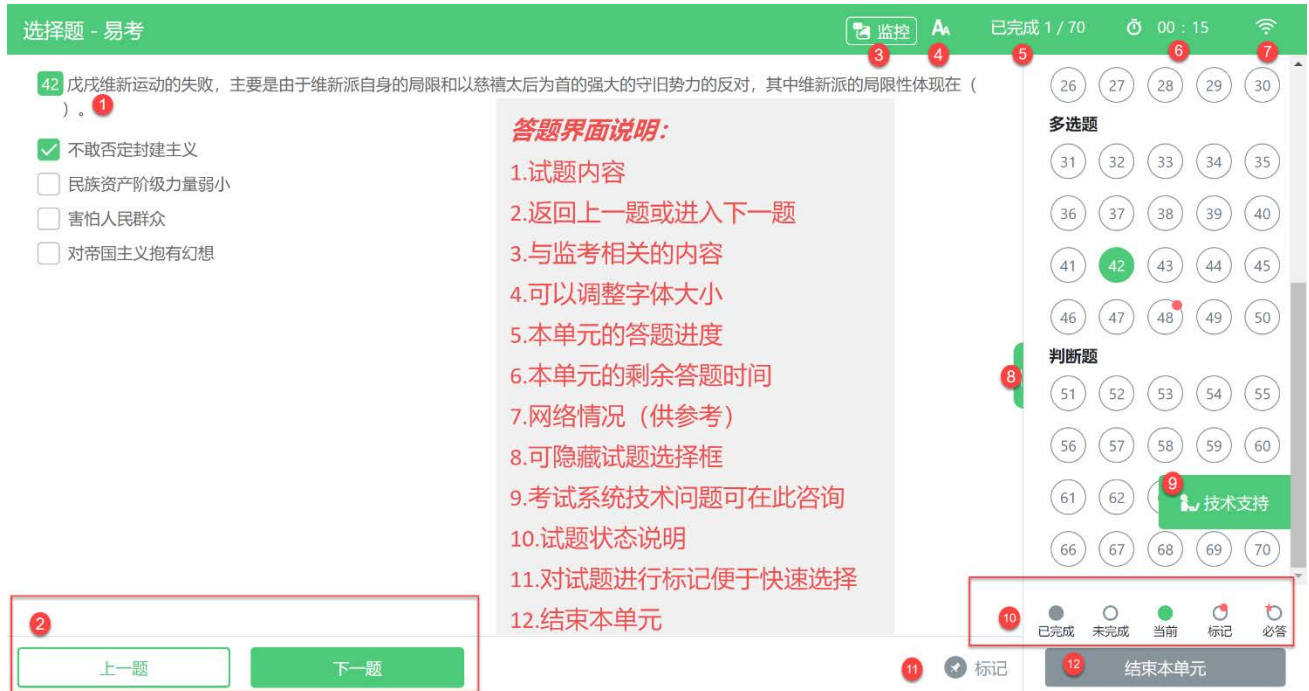 选择题 - 易考
监控
AA
已完成 1 / 70
00 : 15
3
4
5
6
7
42 戊戌维新运动的失败，主要是由于维新派自身的局限和以慈禧太后为首的强大的守旧势力的反对，其中维新派的局限性体现在（
）。
1
不敢否定封建主义
民族资产阶级力量弱小
害怕人民群众
对帝国主义抱有幻想
答题界面说明：
1.试题内容
2.返回上一题或进入下一题
3.与监考相关的内容
4.可以调整字体大小
5.本单元的答题进度
6.本单元的剩余答题时间
7.网络情况（供参考）
8.可隐藏试题选择框
9.考试系统技术问题可在此咨询
10.试题状态说明
11.对试题进行标记便于快速选择
12.结束本单元
26 27 28 29 30
多选题
31 32 33 34 35
36 37 38 39 40
41 42 43 44 45
46 47 48 49 50
判断题
8
51 52 53 54 55
56 57 58 59 60
61 62
9
技术支持
66 67 68 69 70
10
已完成 未完成 当前 标记 必答
2
上一题
下一题
11
标记
12
结束本单元